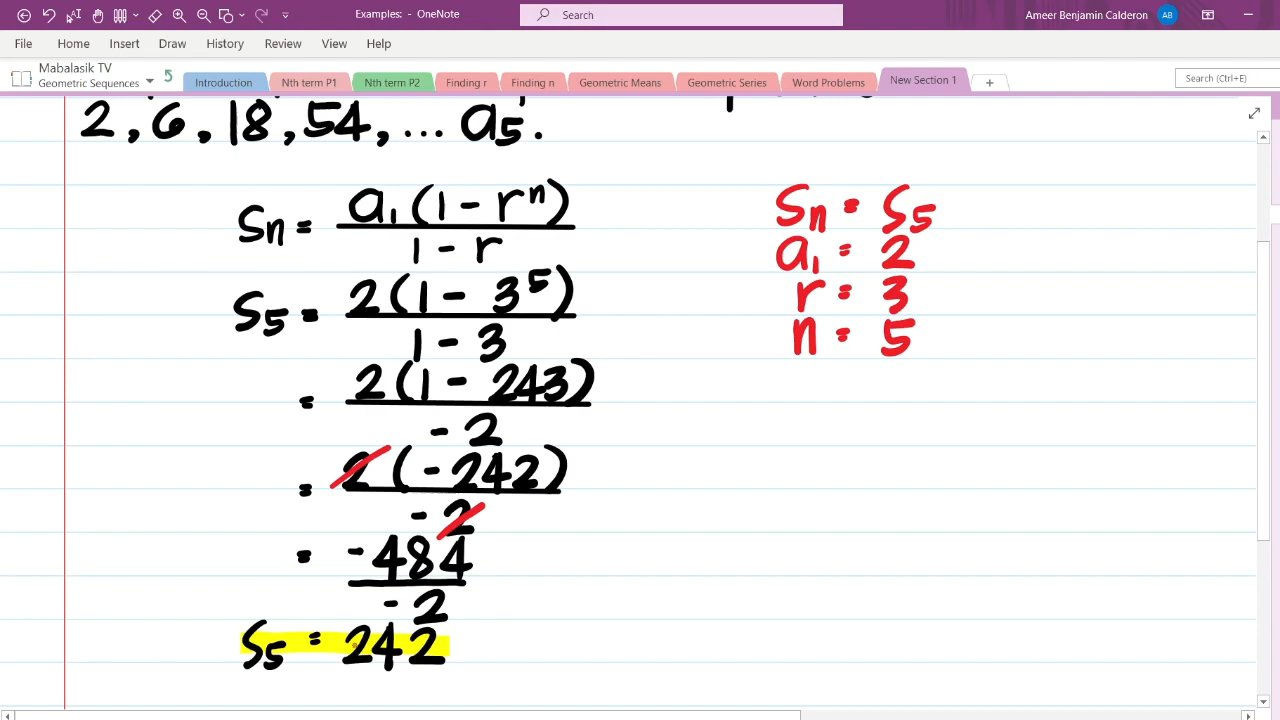 Examples: - OneNote
Search
Ameer Benjamin Calderon AB
File Home Insert Draw History Review View Help
Mabalasik TV
Geometric Sequences
Introduction Nth term P1 Nth term P2 Finding r Finding n Geometric Means Geometric Series Word Problems New Section 1 +
Search (Ctrl+E)
2, 6, 18, 54, ... a₅.
Sn = a₁(1 - rⁿ) / 1 - r
S₅ = 2(1 - 3⁵) / 1 - 3
= 2(1 - 243) / -2
= 2(-242) / -2
= -484 / -2
S₅ = 242
Sn = S₅
a₁ = 2
r = 3
n = 5